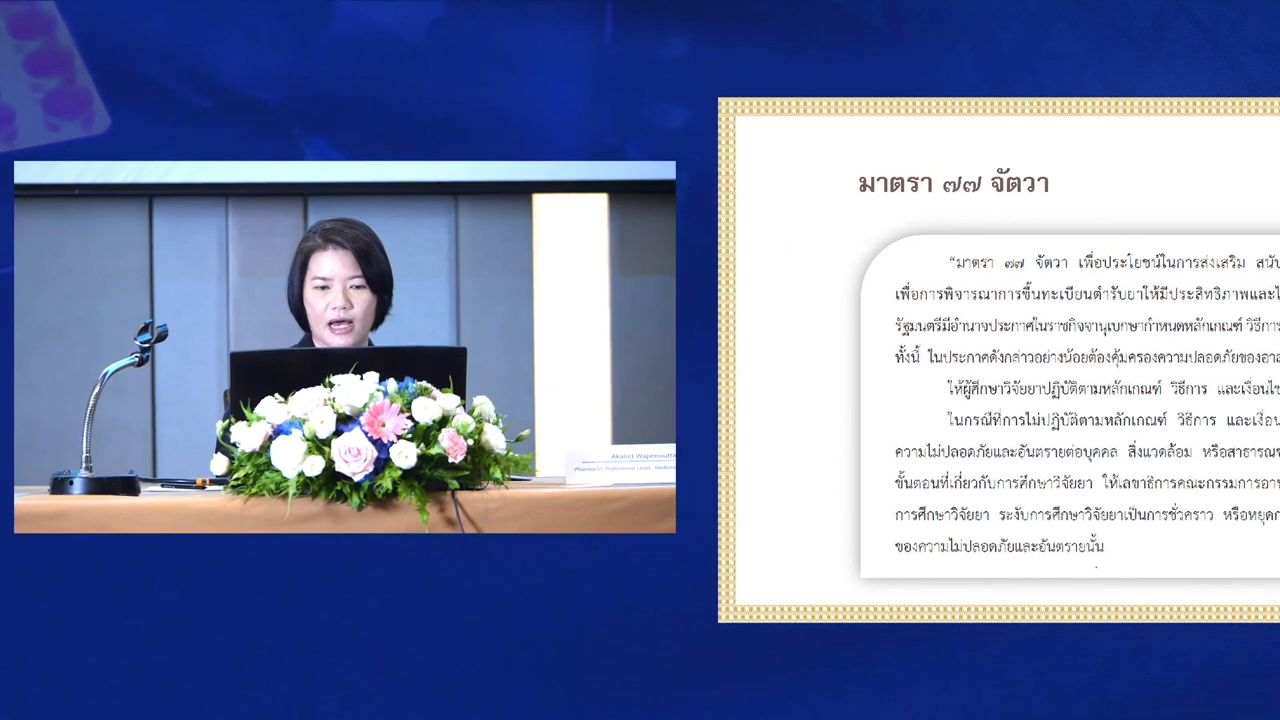 Akanid Wapeewutti
Pharmacist, Professional Level, Medicine
มาตรา ๗๗ จัตวา
“มาตรา ๗๗ จัตวา เพื่อประโยชน์ในการส่งเสริม สนับ
เพื่อการพิจารณาการขึ้นทะเบียนตำรับยาให้มีประสิทธิภาพและไ
รัฐมนตรีมีอำนาจประกาศในราชกิจจานุเบกษากำหนดหลักเกณฑ์ วิธีการ
ทั้งนี้ ในประกาศดังกล่าวอย่างน้อยต้องคุ้มครองความปลอดภัยของอาส
ให้ผู้ศึกษาวิจัยยาปฏิบัติตามหลักเกณฑ์ วิธีการ และเงื่อนไข
ในกรณีที่การไม่ปฏิบัติตามหลักเกณฑ์ วิธีการ และเงื่อน
ความไม่ปลอดภัยและอันตรายต่อบุคคล สิ่งแวดล้อม หรือสาธารณ
ขั้นตอนที่เกี่ยวกับการศึกษาวิจัยยา ให้เลขาธิการคณะกรรมการอาห
การศึกษาวิจัยยา ระงับการศึกษาวิจัยยาเป็นการชั่วคราว หรือหยุดก
ของความไม่ปลอดภัยและอันตรายนั้น